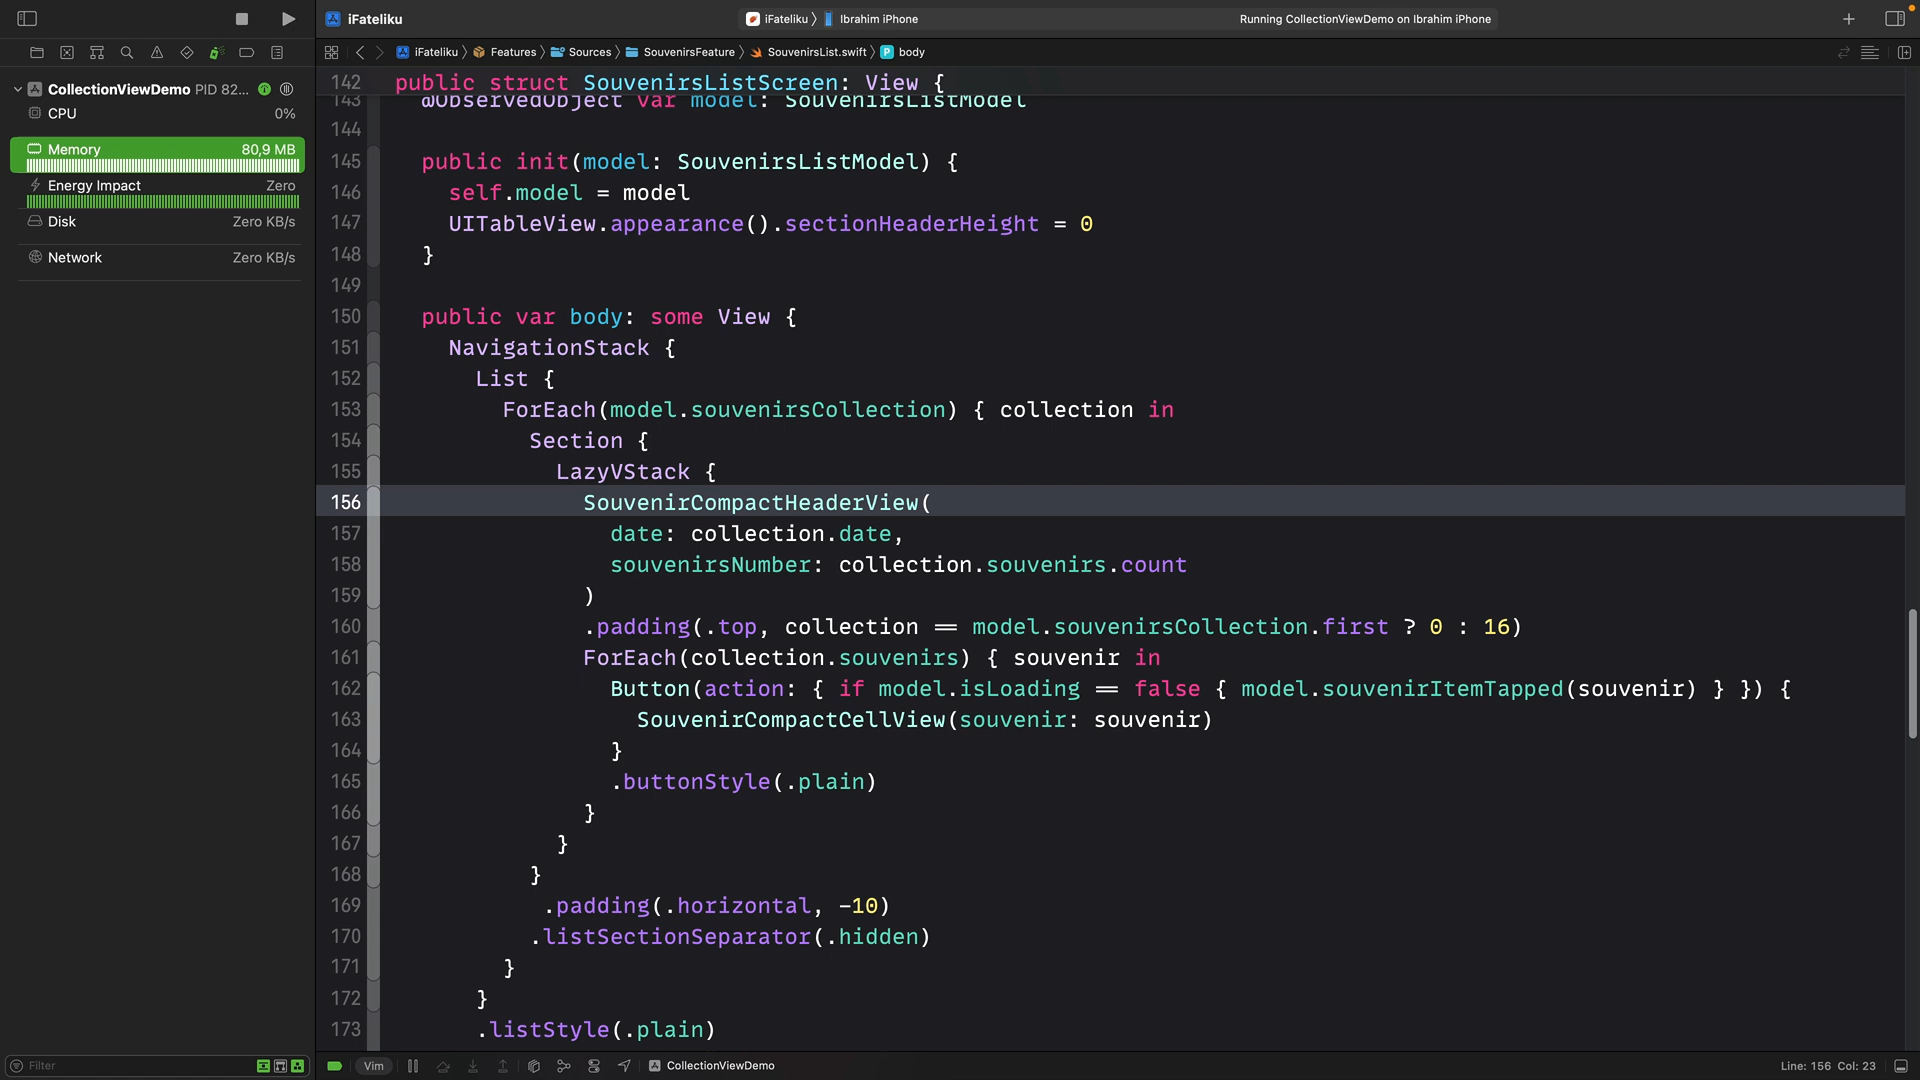 iFateliku
iFateliku
Ibrahim iPhone
Running CollectionViewDemo on Ibrahim iPhone
iFateliku
Features
Sources
SouvenirsFeature
SouvenirsList.swift
P
body
CollectionViewDemo PID 82...
CPU 0%
Memory 80,9 MB
Energy Impact Zero
Disk Zero KB/s
Network Zero KB/s
142 public struct SouvenirsListScreen: View {
143 @ObservedObject var model: SouvenirsListModel
144
145 public init(model: SouvenirsListModel) {
146 self.model = model
147 UITableView.appearance().sectionHeaderHeight = 0
148 }
149
150 public var body: some View {
151 NavigationStack {
152 List {
153 ForEach(model.souvenirsCollection) { collection in
154 Section {
155 LazyVStack {
156 SouvenirCompactHeaderView(
157 date: collection.date,
158 souvenirsNumber: collection.souvenirs.count
159 )
160 .padding(.top, collection == model.souvenirsCollection.first ? 0 : 16)
161 ForEach(collection.souvenirs) { souvenir in
162 Button(action: { if model.isLoading == false { model.souvenirItemTapped(souvenir) } }) {
163 SouvenirCompactCellView(souvenir: souvenir)
164 }
165 .buttonStyle(.plain)
166 }
167 }
168 }
169 .padding(.horizontal, -10)
170 .listSectionSeparator(.hidden)
171 }
172 }
173 .listStyle(.plain)
Filter
Vim
CollectionViewDemo
Line: 156 Col: 23